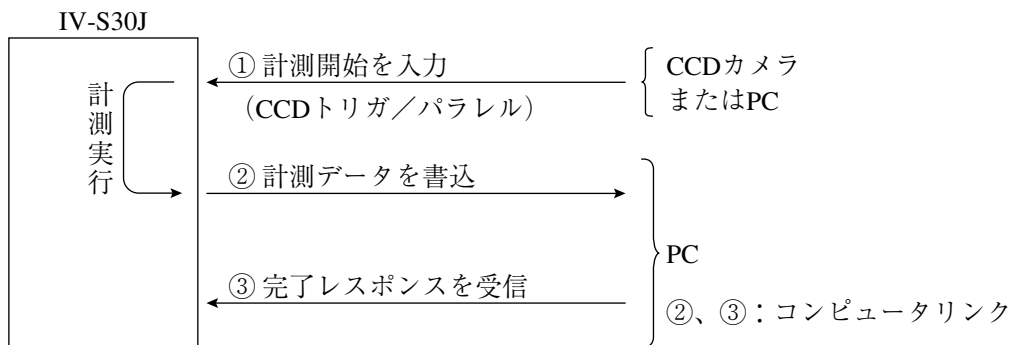 IV-S30J
①計測開始を入力
(CCDトリガ／パラレル)
CCDカメラ
またはPC
計測実行
②計測データを書込
PC
③完了レスポンスを受信
②、③：コンピュータリンク